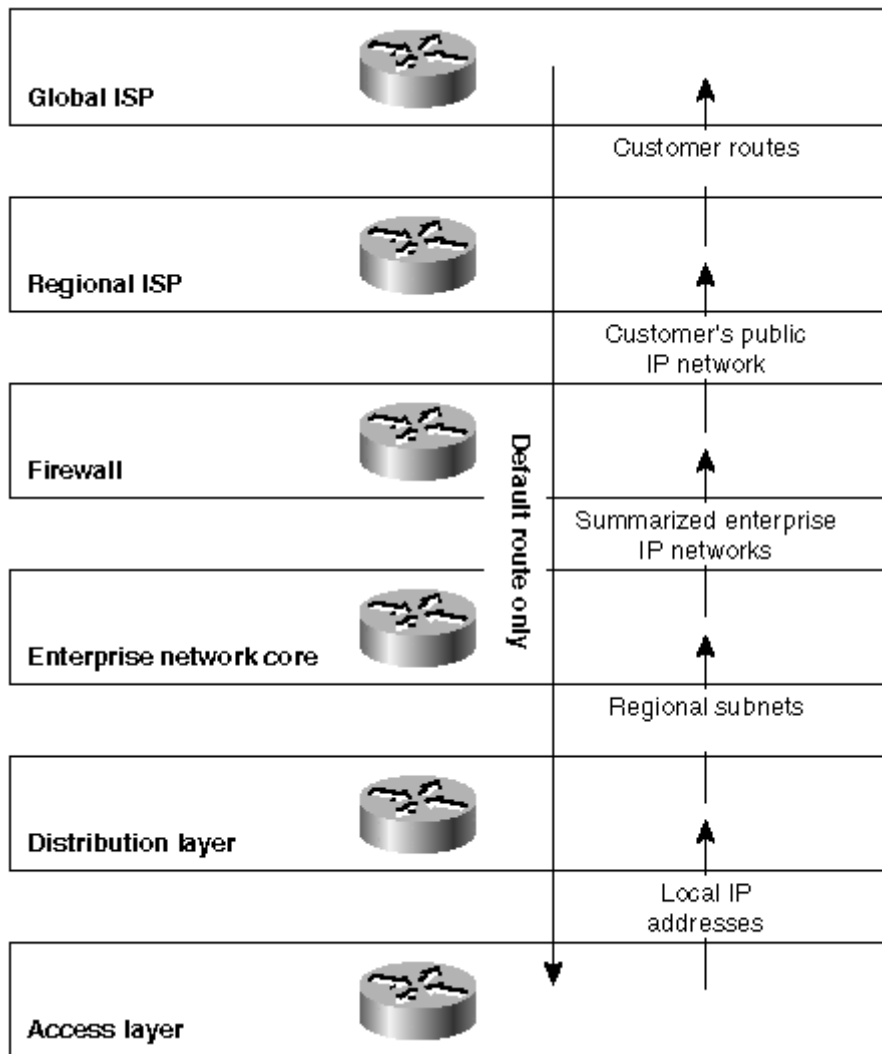 Global ISP
Customer routes
Regional ISP
Customer's public
IP network
Firewall
Default route only
Summarized enterprise
IP networks
Enterprise network core
Regional subnets
Distribution layer
Local IP
addresses
Access layer